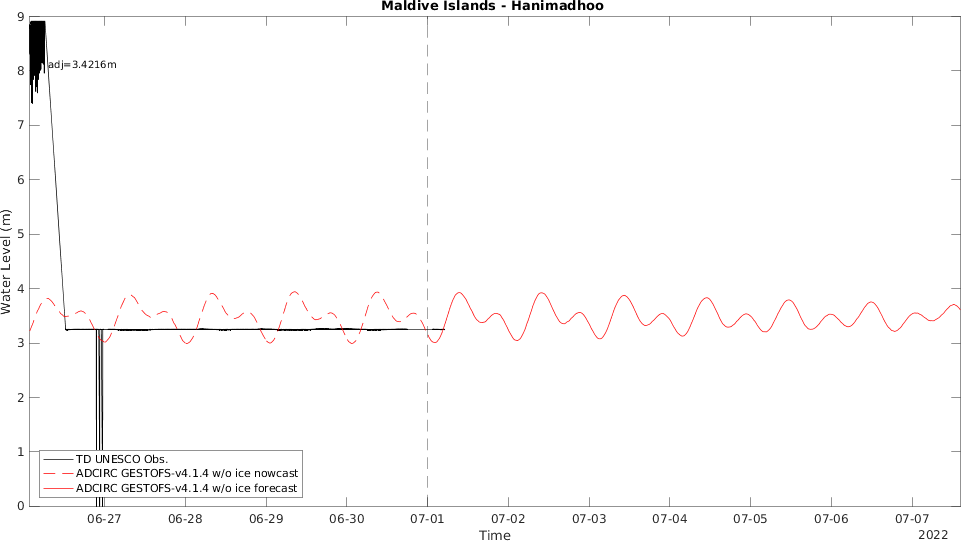 Maldive Islands - Hanimadhoo
9
8
7
6
5
4
3
2
1
0
Water Level (m)
adj=3.4216m
TD UNESCO Obs.
ADCIRC GESTOFS-v4.1.4 w/o ice nowcast
ADCIRC GESTOFS-v4.1.4 w/o ice forecast
06-27 06-28 06-29 06-30 07-01 07-02 07-03 07-04 07-05 07-06 07-07
Time
2022